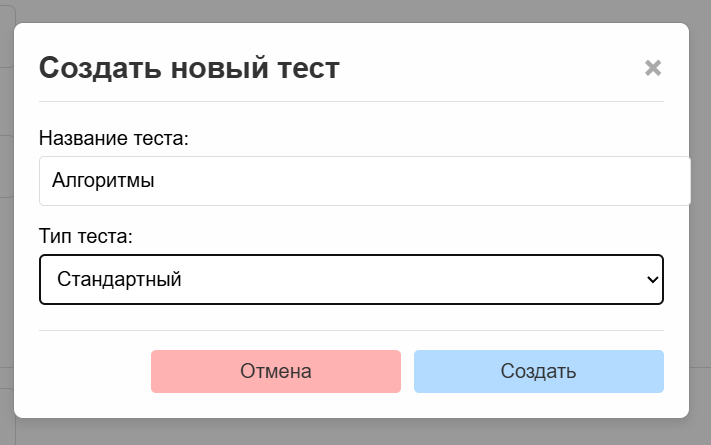 Создать новый тест ×
Название теста:
Алгоритмы
Тип теста:
Стандартный
Отмена Создать